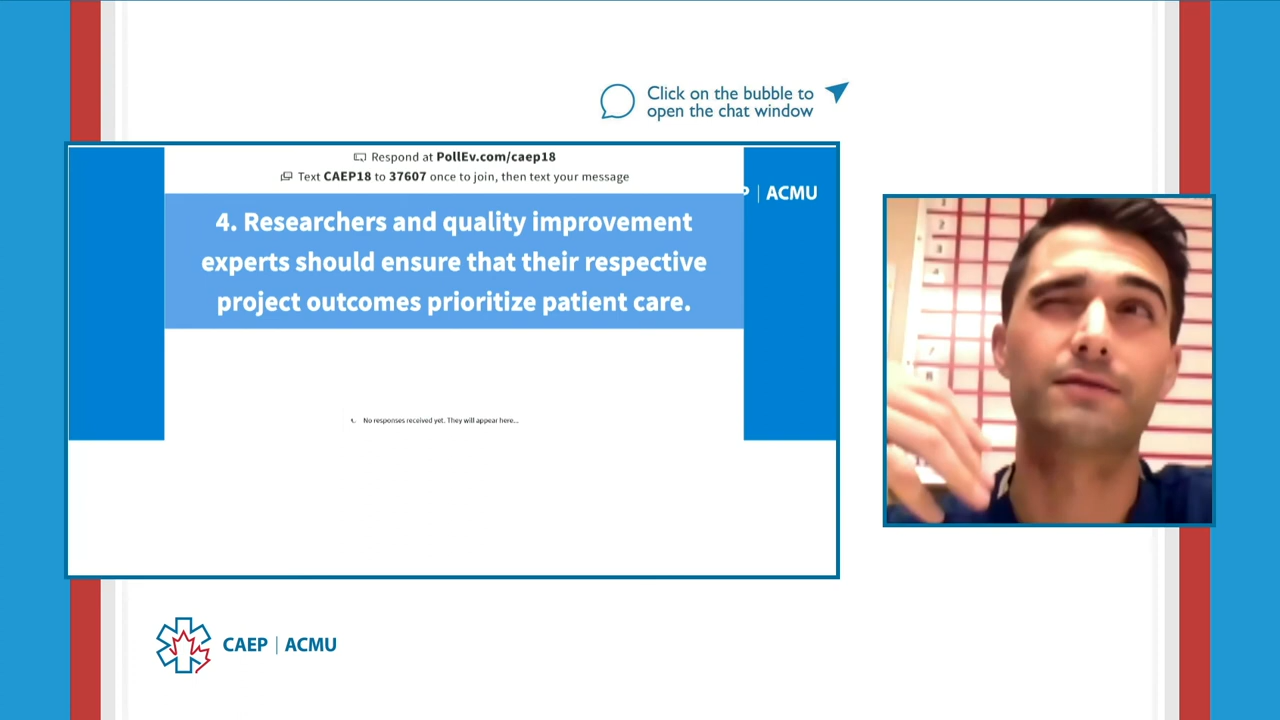 Click on the bubble to
open the chat window
Respond at PollEv.com/caep18
Text CAEP18 to 37607 once to join, then text your message
ACMU
4. Researchers and quality improvement
experts should ensure that their respective
project outcomes prioritize patient care.
No responses received yet. They will appear here...
CAEP | ACMU